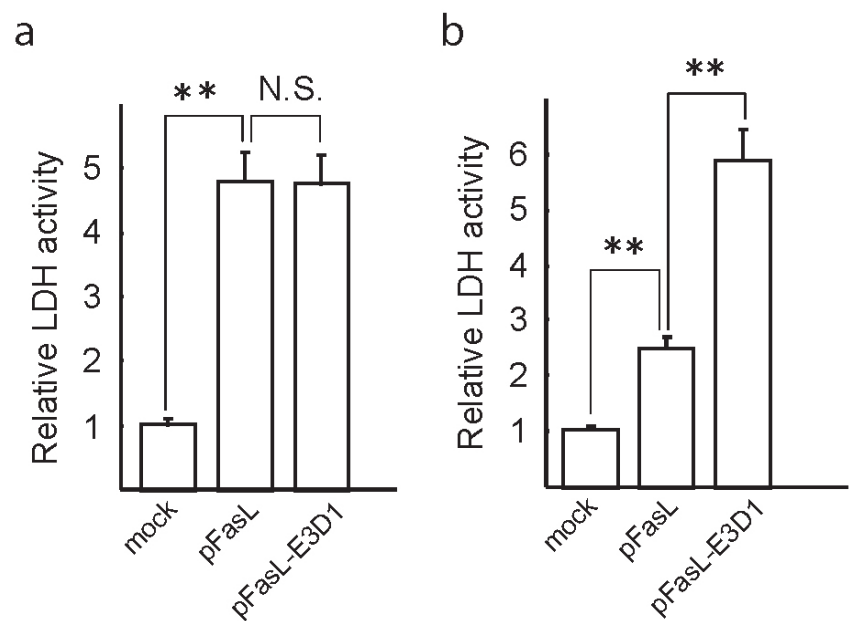 a
** N.S.
Relative LDH activity
5
4
3
2
1
mock
pFasL
pFasL-E3D1
b
**
**
Relative LDH activity
6
5
4
3
2
1
mock
pFasL
pFasL-E3D1